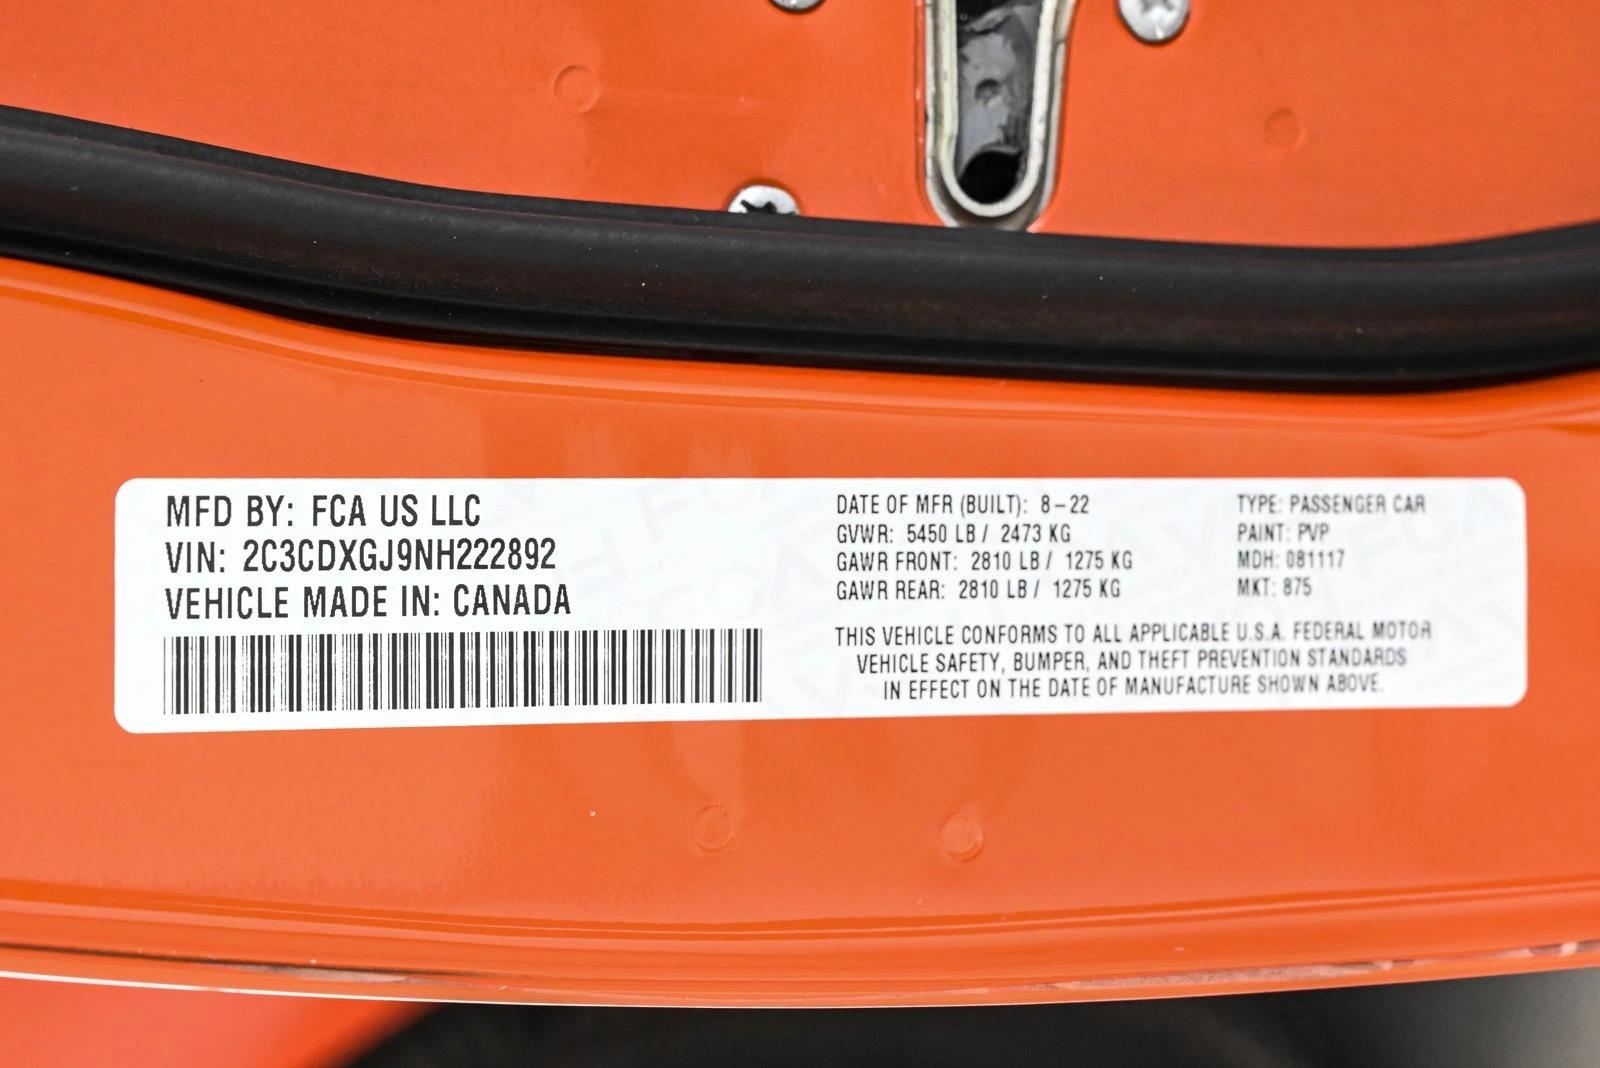 MFD BY: FCA US LLC
VIN: 2C3CDXGJ9NH222892
VEHICLE MADE IN: CANADA
DATE OF MFR (BUILT): 8-22
GVWR: 5450 LB / 2473 KG
GAWR FRONT: 2810 LB / 1275 KG
GAWR REAR: 2810 LB / 1275 KG
TYPE: PASSENGER CAR
PAINT: PVP
MDH: 081117
MKT: 875
THIS VEHICLE CONFORMS TO ALL APPLICABLE U.S.A. FEDERAL MOTOR
VEHICLE SAFETY, BUMPER, AND THEFT PREVENTION STANDARDS
IN EFFECT ON THE DATE OF MANUFACTURE SHOWN ABOVE.